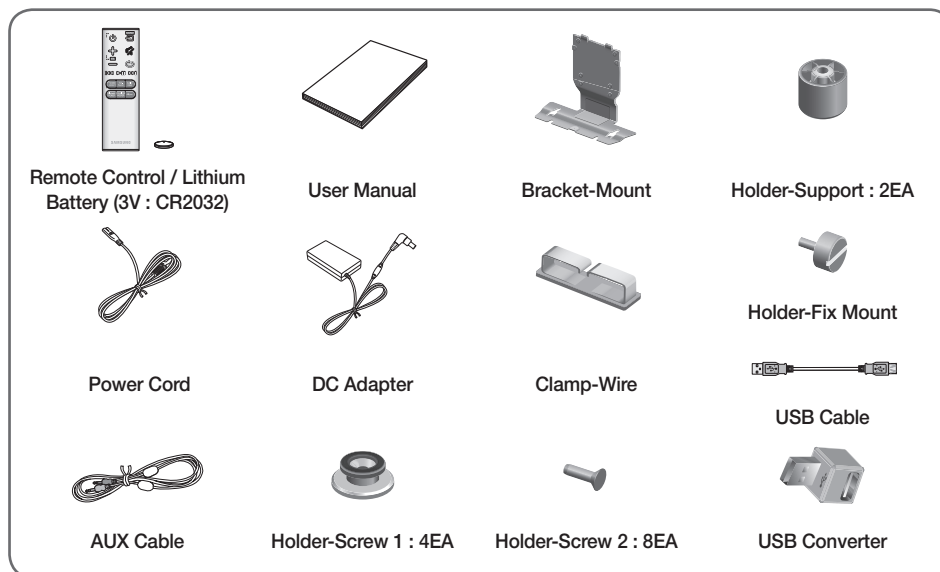 Remote Control / Lithium
Battery (3V : CR2032)
User Manual
Bracket-Mount
Holder-Support : 2EA
Power Cord
DC Adapter
Clamp-Wire
Holder-Fix Mount
USB Cable
AUX Cable
Holder-Screw 1 : 4EA
Holder-Screw 2 : 8EA
USB Converter